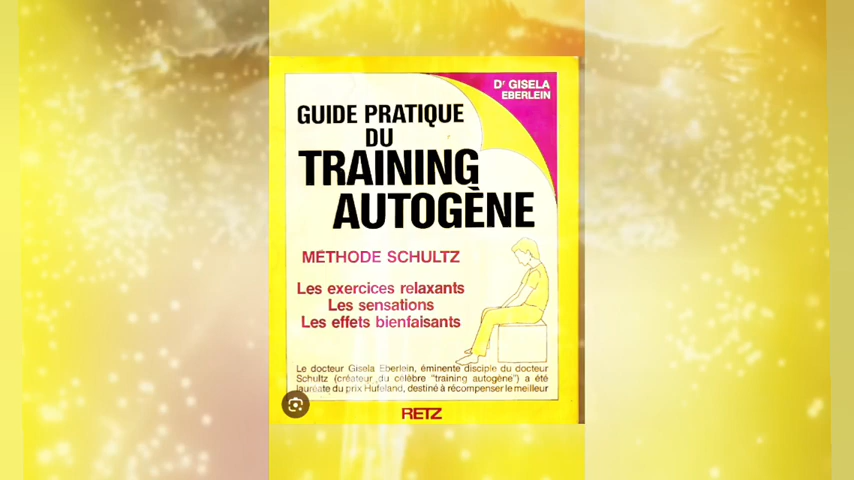 Dr GISELA
EBERLEIN
GUIDE PRATIQUE
DU
TRAINING
AUTOGÈNE
MÉTHODE SCHULTZ
Les exercices relaxants
Les sensations
Les effets bienfaisants
Le docteur Gisela Eberlein, éminente disciple du docteur
Schultz (créateur du célèbre "training autogène") a été
lauréate du prix Hufeland, destiné à récompenser le meilleur
RETZ